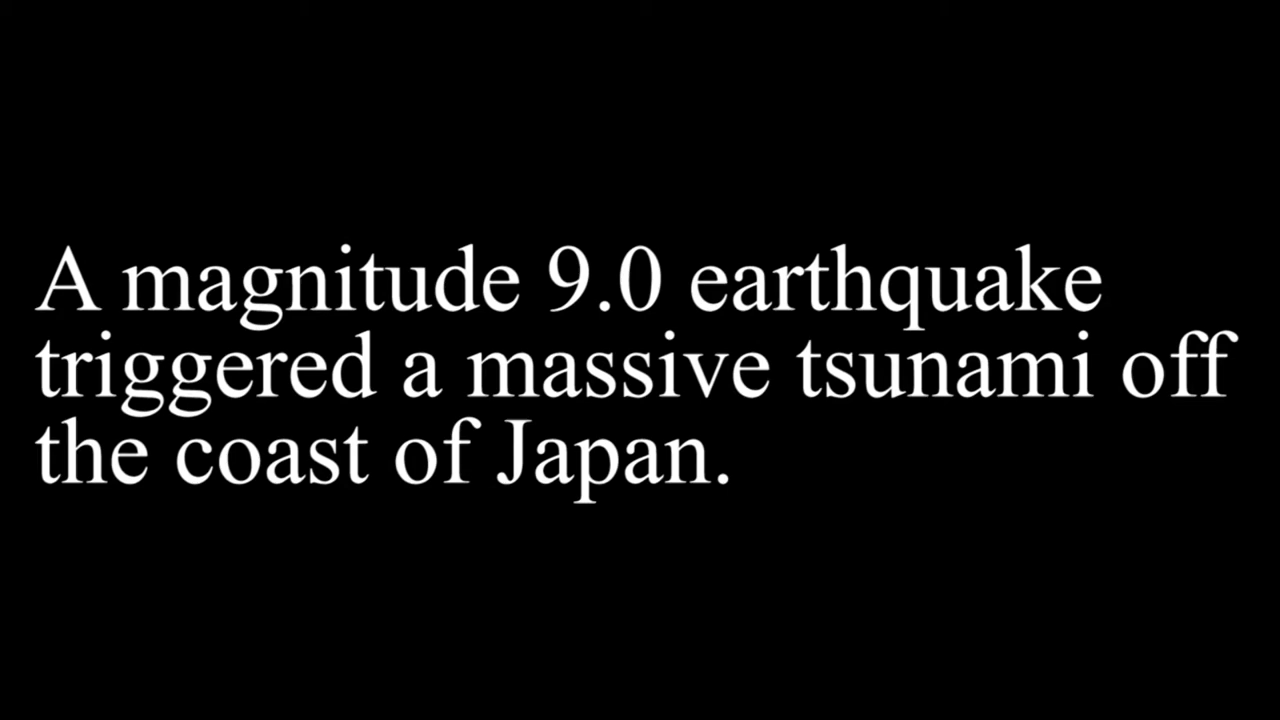 A magnitude 9.0 earthquake
triggered a massive tsunami off
the coast of Japan.